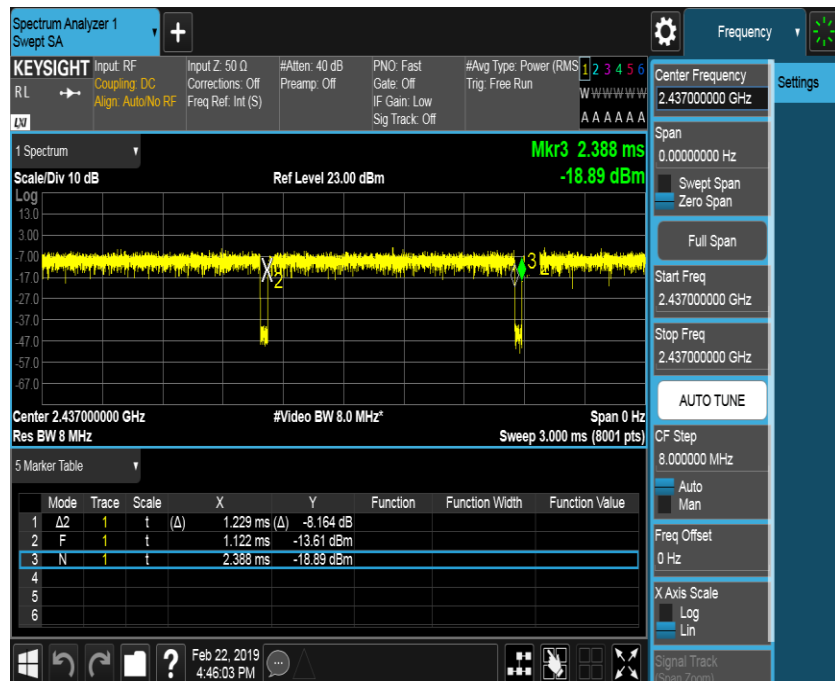 Spectrum Analyzer 1
Swept SA
+
Frequency
KEYSIGHT Input: RF Input Z: 50 Ω #Atten: 40 dB PNO: Fast #Avg Type: Power (RMS 1 2 3 4 5 6
RL Coupling: DC Corrections: Off Preamp: Off Gate: Off Trig: Free Run W W W W W W
Align: Auto/No RF Freq Ref: Int (S) IF Gain: Low
LXI Sig Track: Off A A A A A A
1 Spectrum
Mkr3 2.388 ms
Scale/Div 10 dB Ref Level 23.00 dBm -18.89 dBm
Log
13.0
3.00
-7.00
-17.0
-27.0
-37.0
-47.0
-57.0
-67.0
2
3
Center 2.437000000 GHz #Video BW 8.0 MHz* Span 0 Hz
Res BW 8 MHz Sweep 3.000 ms (8001 pts)
5 Marker Table
Mode Trace Scale X Y Function Function Width Function Value
1 Δ2 1 t (Δ) 1.229 ms (Δ) -8.164 dB
2 F 1 t 1.122 ms -13.61 dBm
3 N 1 t 2.388 ms -18.89 dBm
4
5
6
Feb 22, 2019
4:46:03 PM
?
Center Frequency
2.437000000 GHz
Settings
Span
0.00000000 Hz
Swept Span
Zero Span
Full Span
Start Freq
2.437000000 GHz
Stop Freq
2.437000000 GHz
AUTO TUNE
CF Step
8.000000 MHz
Auto
Man
Freq Offset
0 Hz
X Axis Scale
Log
Lin
Signal Track
(Span Zoom)